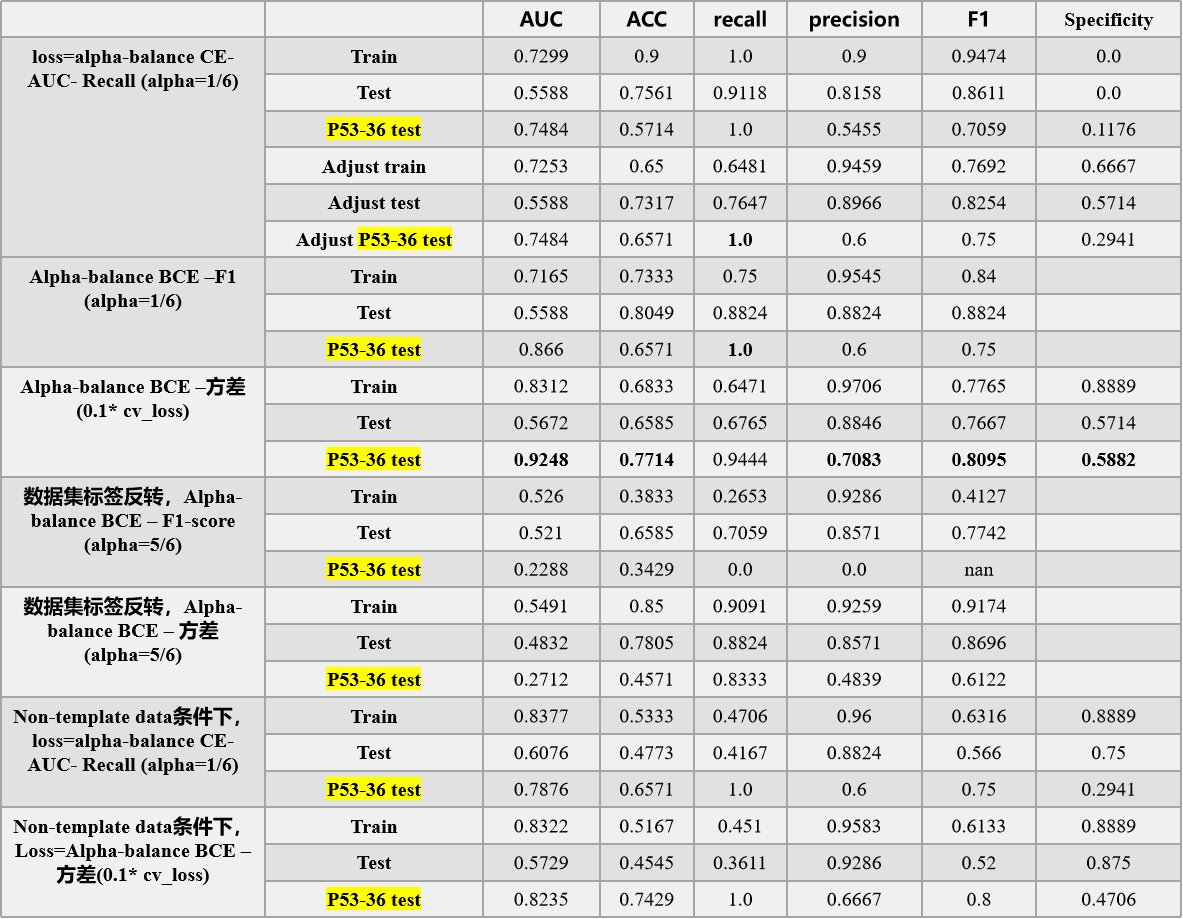 AUC ACC recall precision F1 Specificity
loss=alpha-balance CE-
AUC- Recall (alpha=1/6)
Train 0.7299 0.9 1.0 0.9 0.9474 0.0
Test 0.5588 0.7561 0.9118 0.8158 0.8611 0.0
P53-36 test 0.7484 0.5714 1.0 0.5455 0.7059 0.1176
Adjust train 0.7253 0.65 0.6481 0.9459 0.7692 0.6667
Adjust test 0.5588 0.7317 0.7647 0.8966 0.8254 0.5714
Adjust P53-36 test 0.7484 0.6571 1.0 0.6 0.75 0.2941
Alpha-balance BCE –F1
(alpha=1/6)
Train 0.7165 0.7333 0.75 0.9545 0.84
Test 0.5588 0.8049 0.8824 0.8824 0.8824
P53-36 test 0.866 0.6571 1.0 0.6 0.75
Alpha-balance BCE –方差
(0.1* cv_loss)
Train 0.8312 0.6833 0.6471 0.9706 0.7765 0.8889
Test 0.5672 0.6585 0.6765 0.8846 0.7667 0.5714
P53-36 test 0.9248 0.7714 0.9444 0.7083 0.8095 0.5882
数据集标签反转，Alpha-
balance BCE – F1-score
(alpha=5/6)
Train 0.526 0.3833 0.2653 0.9286 0.4127
Test 0.521 0.6585 0.7059 0.8571 0.7742
P53-36 test 0.2288 0.3429 0.0 0.0 nan
数据集标签反转，Alpha-
balance BCE – 方差
(alpha=5/6)
Train 0.5491 0.85 0.9091 0.9259 0.9174
Test 0.4832 0.7805 0.8824 0.8571 0.8696
P53-36 test 0.2712 0.4571 0.8333 0.4839 0.6122
Non-template data条件下，
loss=alpha-balance CE-
AUC- Recall (alpha=1/6)
Train 0.8377 0.5333 0.4706 0.96 0.6316 0.8889
Test 0.6076 0.4773 0.4167 0.8824 0.566 0.75
P53-36 test 0.7876 0.6571 1.0 0.6 0.75 0.2941
Non-template data条件下，
Loss=Alpha-balance BCE –
方差(0.1* cv_loss)
Train 0.8322 0.5167 0.451 0.9583 0.6133 0.8889
Test 0.5729 0.4545 0.3611 0.9286 0.52 0.875
P53-36 test 0.8235 0.7429 1.0 0.6667 0.8 0.4706